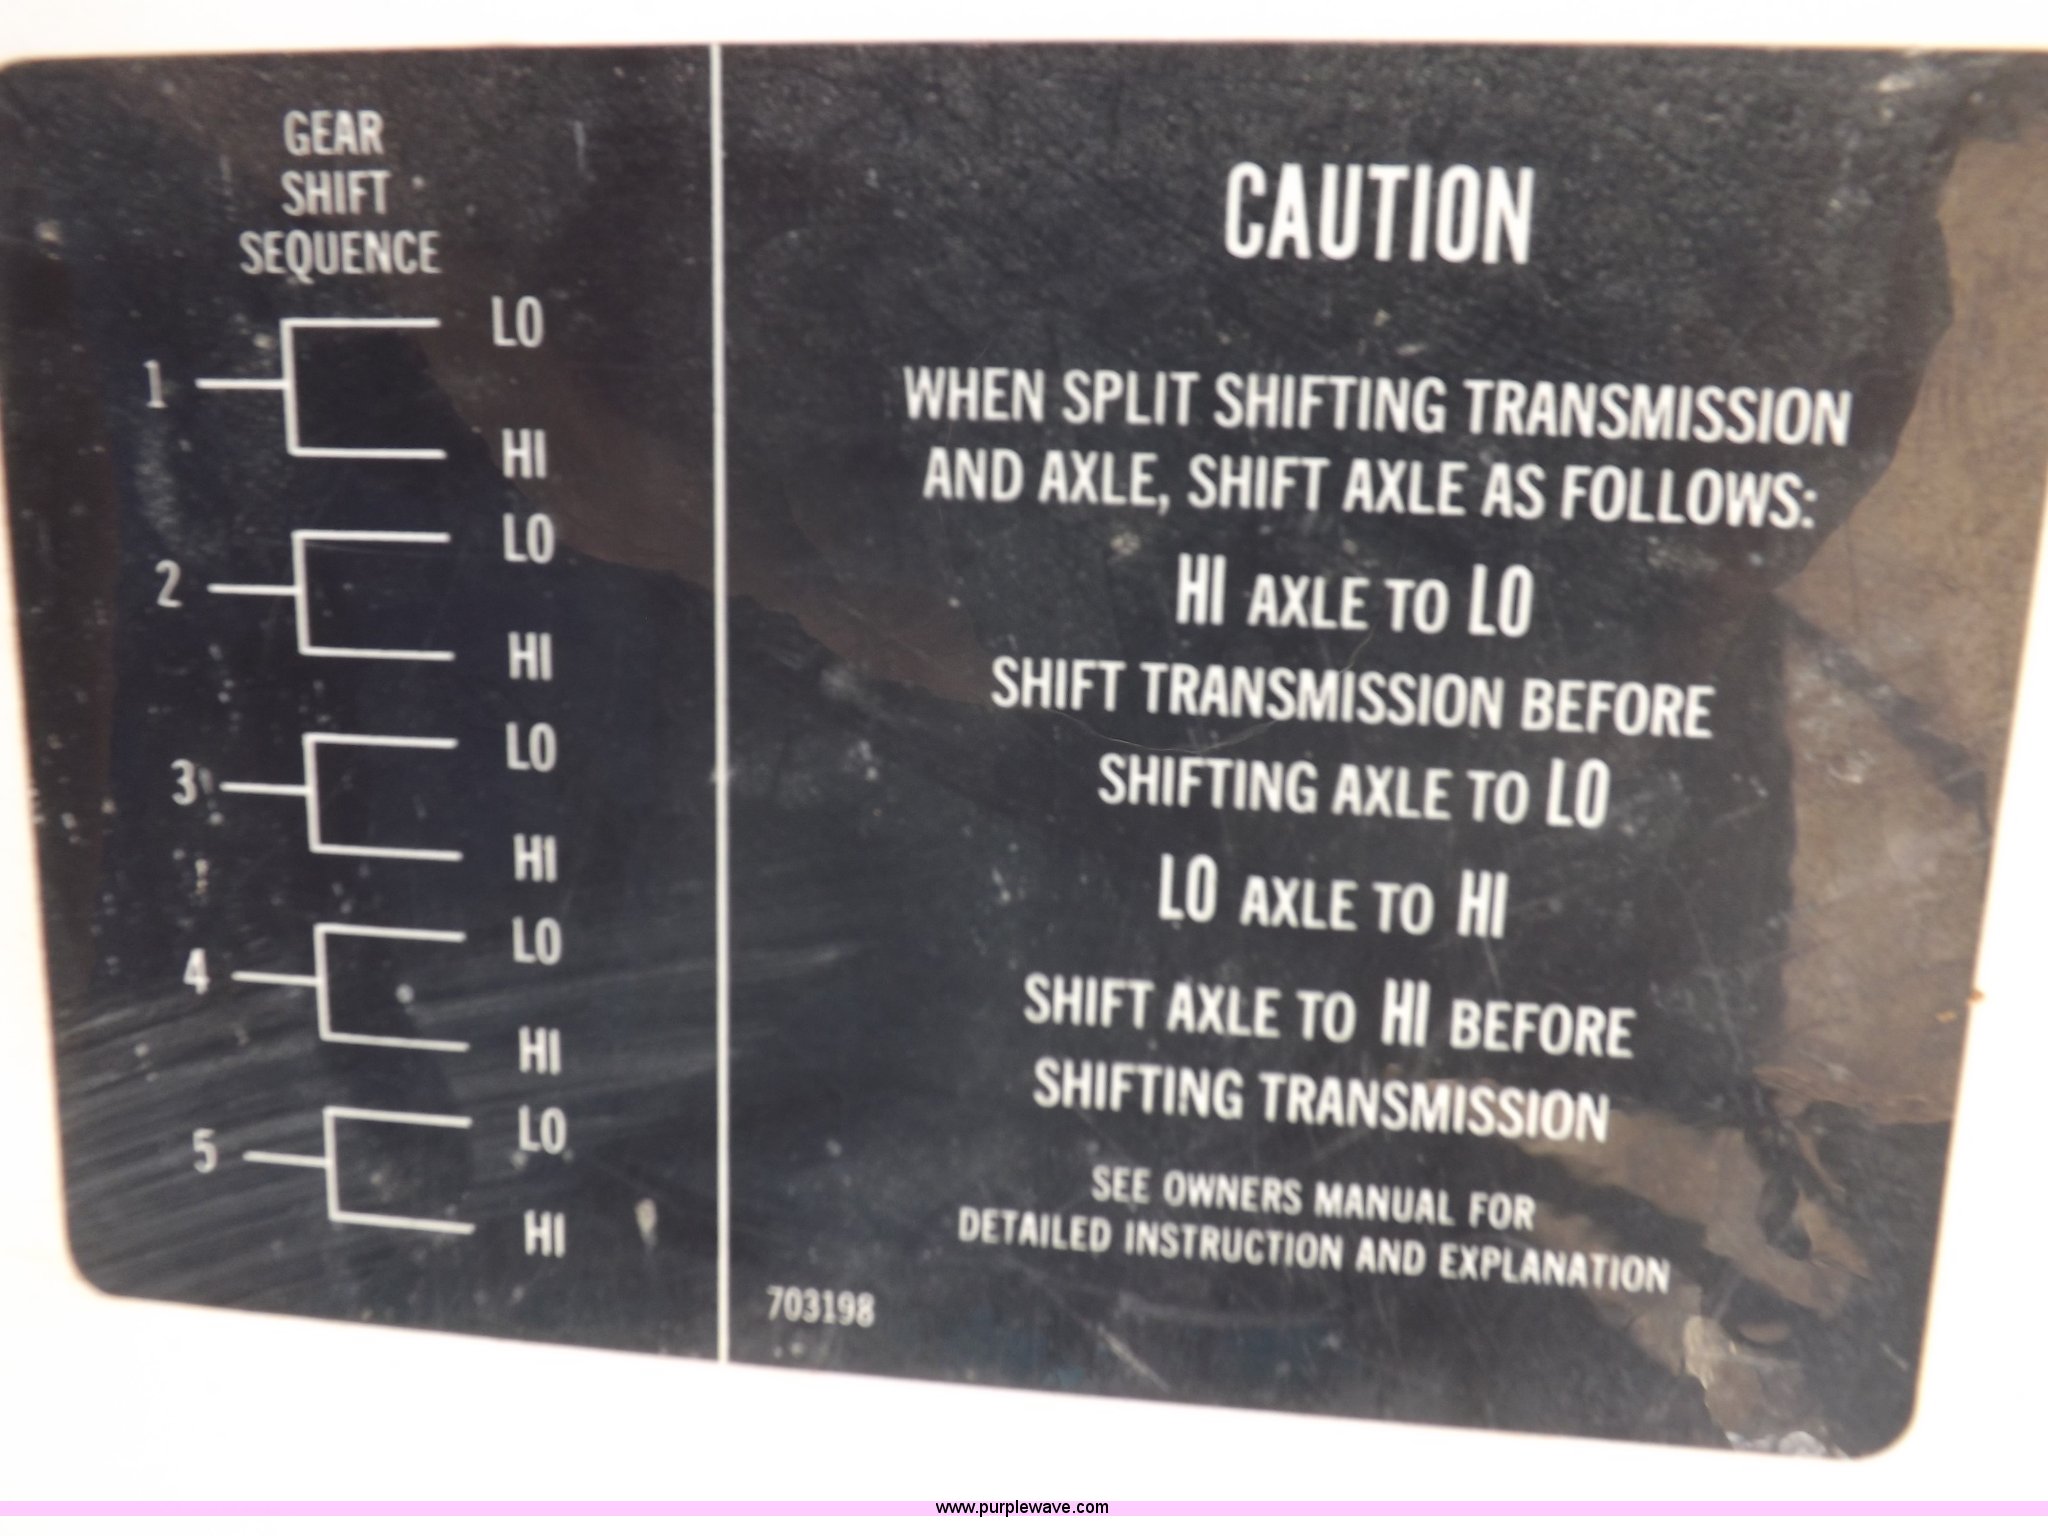 GEAR
SHIFT
SEQUENCE
LO
1
HI
LO
2
HI
LO
3
HI
LO
4
HI
LO
5
HI
CAUTION
WHEN SPLIT SHIFTING TRANSMISSION
AND AXLE, SHIFT AXLE AS FOLLOWS:
HI AXLE TO LO
SHIFT TRANSMISSION BEFORE
SHIFTING AXLE TO LO
LO AXLE TO HI
SHIFT AXLE TO HI BEFORE
SHIFTING TRANSMISSION
SEE OWNERS MANUAL FOR
DETAILED INSTRUCTION AND EXPLANATION
703198
www.purplewave.com